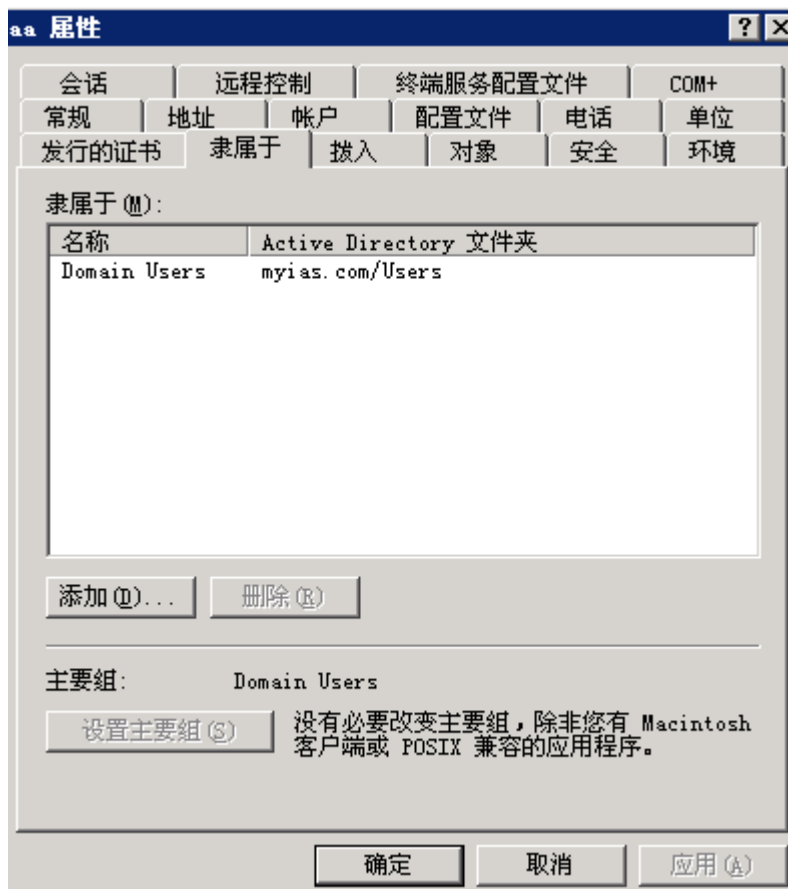 aa 属性
会话 远程控制 终端服务配置文件 COM+
常规 地址 帐户 配置文件 电话 单位
发行的证书 隶属于 拨入 对象 安全 环境
隶属于(M):
名称 Active Directory 文件夹
Domain Users myias.com/Users
添加(D)... 删除(R)
主要组: Domain Users
设置主要组(S) 没有必要改变主要组,除非您有 Macintosh
客户端或 POSIX 兼容的应用程序。
确定 取消 应用(A)